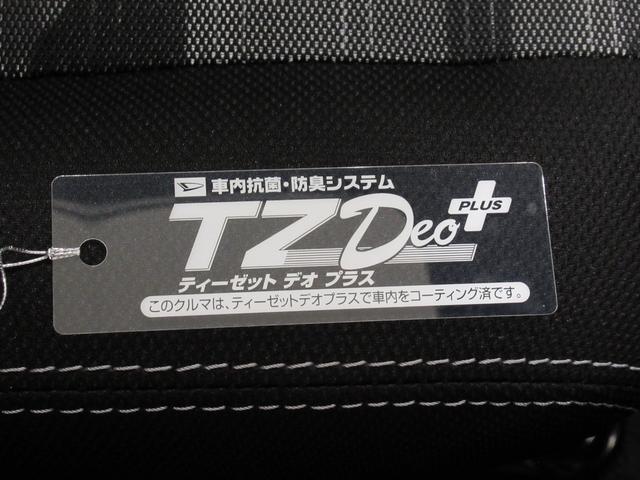 車内抗菌・防臭システム
TZ Deo PLUS
ティーゼット デオ プラス
このクルマは、ティーゼットデオプラスで車内をコーティング済です。